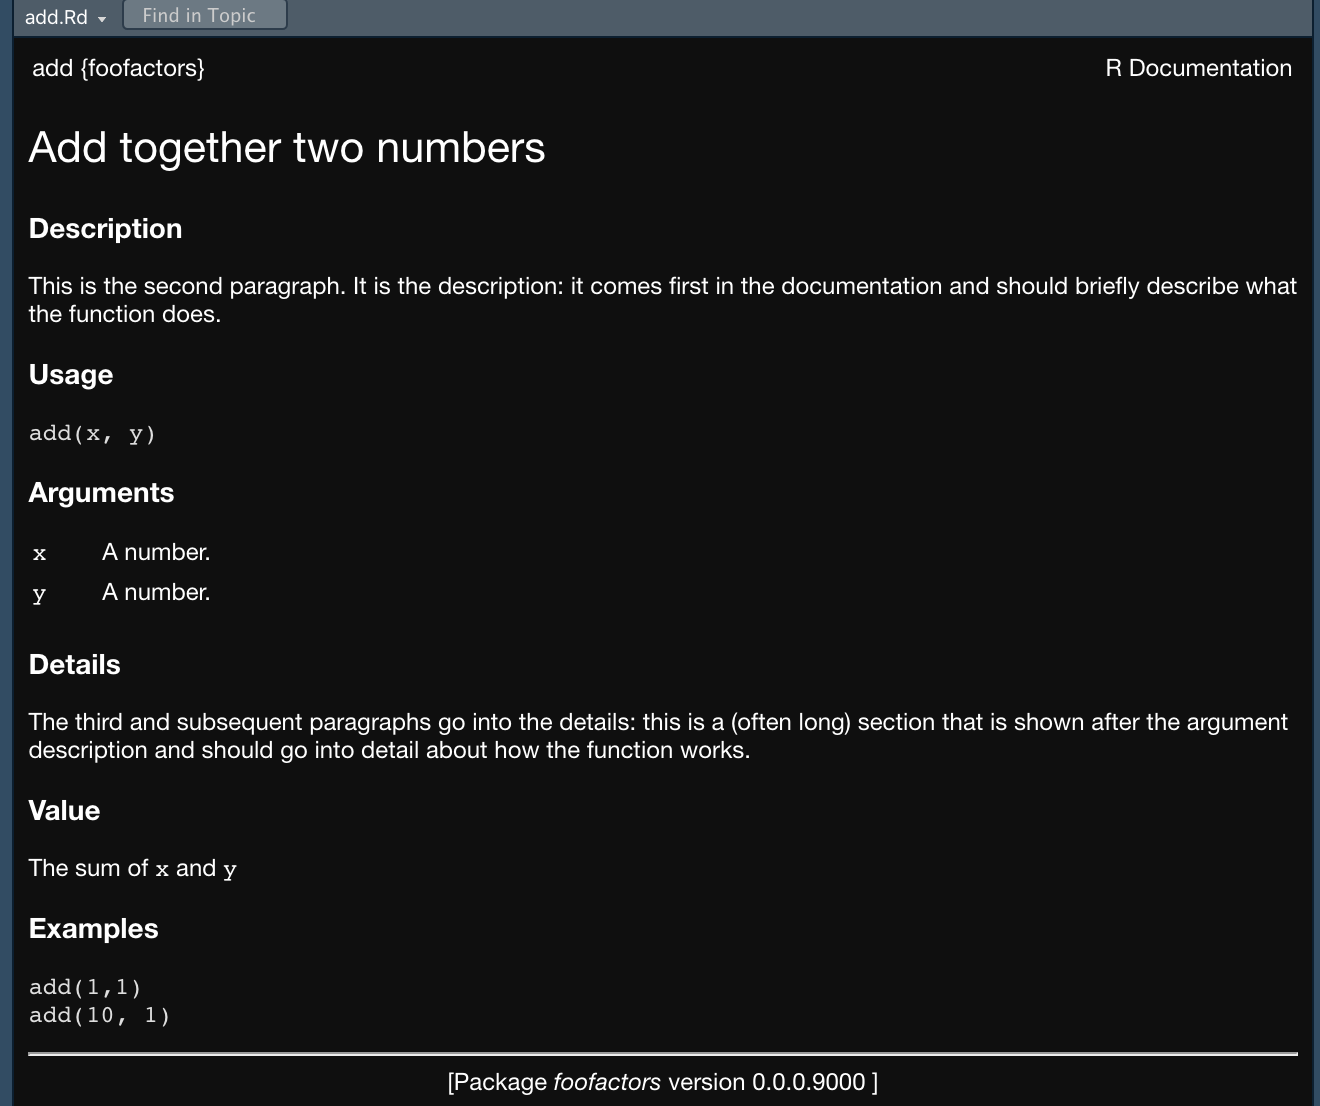 add.Rd
Find in Topic
add {foofactors}
R Documentation
Add together two numbers
Description
This is the second paragraph. It is the description: it comes first in the documentation and should briefly describe what
the function does.
Usage
add(x, y)
Arguments
x A number.
y A number.
Details
The third and subsequent paragraphs go into the details: this is a (often long) section that is shown after the argument
description and should go into detail about how the function works.
Value
The sum of x and y
Examples
add(1,1)
add(10, 1)
[Package foofactors version 0.0.0.9000 ]